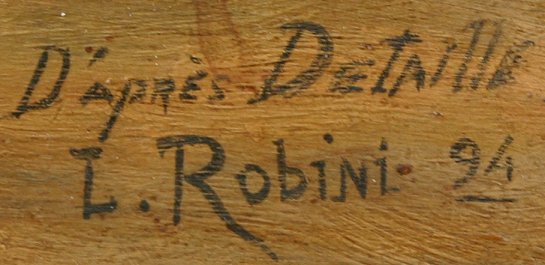 D'après Detaille
L. Robini 94